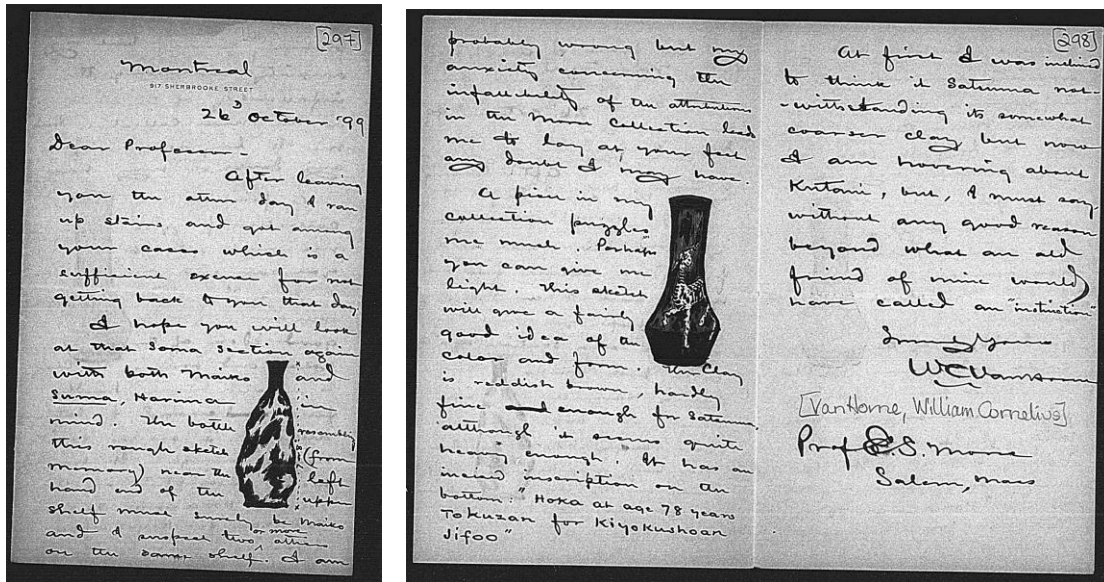 [297]
Montreal
917 SHERBROOKE STREET
26 October '99
Dear Professor-
After leaving
you the other day I ran
up stairs and got among
your cases which is a
sufficient excuse for not
getting back to you that day.
I hope you will look
at that Soma section again
with both Maiko and
Suma, Harima in
mind. The bottle resembling
this rough sketch (from
memory) near the left
hand end of the upper
shelf must surely be Maiko
and I suspect two or more others
on the same shelf. I am
probably wrong but my
anxiety concerning the
infallibility of the attributions
in the Morse Collection leads
me to lay at your feet
any doubt I may have.
A piece in my
collection puzzles
me much. Perhaps
you can give me
light. This sketch
will give a fairly
good idea of the
color and form. The Clay
is reddish brown, hardly
fine enough for Satsuma,
although it seems quite
heavy enough. It has an
incised inscription on the
bottom: "Hoka at age 78 years
Tokuzan for Kiyokushoan
Jifoo"
[298]
At first I was inclined
to think it Satsuma not-
-withstanding its somewhat
coarser clay but now
I am hovering about
Kutani, but, I must say,
without any good reason
beyond what an old
friend of mine would
have called an "instinction"
Sincerely Yours
WCVanHorne
[VanHorne, William Cornelius]
Prof E.S. Morse
Salem, Mass